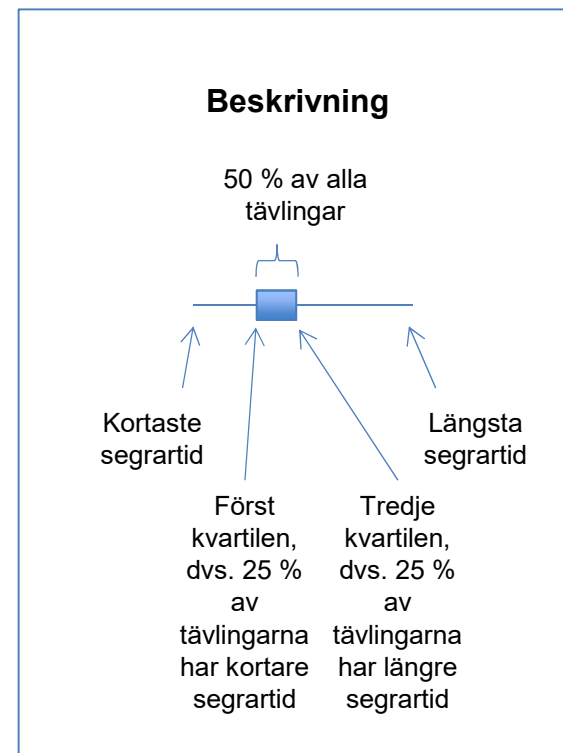 Beskrivning
50 % av alla
tävlingar
Kortaste
segrartid
Längsta
segrartid
Först
kvartilen,
dvs. 25 %
av
tävlingarna
har kortare
segrartid
Tredje
kvartilen,
dvs. 25 %
av
tävlingarna
har längre
segrartid